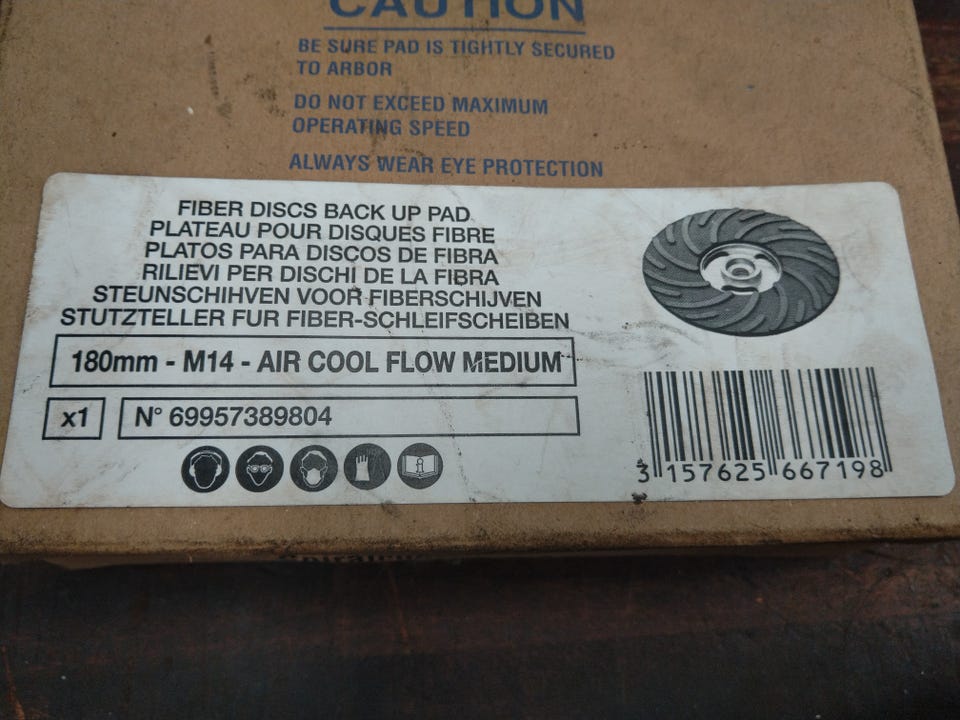 CAUTION
BE SURE PAD IS TIGHTLY SECURED
TO ARBOR
DO NOT EXCEED MAXIMUM
OPERATING SPEED
ALWAYS WEAR EYE PROTECTION
FIBER DISCS BACK UP PAD
PLATEAU POUR DISQUES FIBRE
PLATOS PARA DISCOS DE FIBRA
RILIEVI PER DISCHI DE LA FIBRA
STEUNSCHIHVEN VOOR FIBERSCHIJVEN
STUTZTELLER FUR FIBER-SCHLEIFSCHEIBEN
180mm - M14 - AIR COOL FLOW MEDIUM
x1
N° 69957389804
3 157625 667198